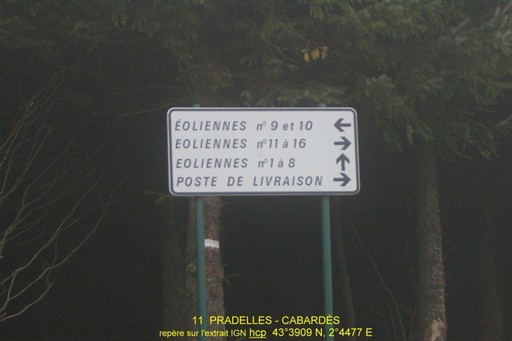 ÉOLIENNES n° 9 et 10 ←
EOLIENNES n°11 à 16 →
EOLIENNES n°1 à 8 ↑
POSTE DE LIVRAISON →
11 PRADELLES - CABARDÈS
repère sur l'extrait IGN hcp 43°3909 N, 2°4477 E